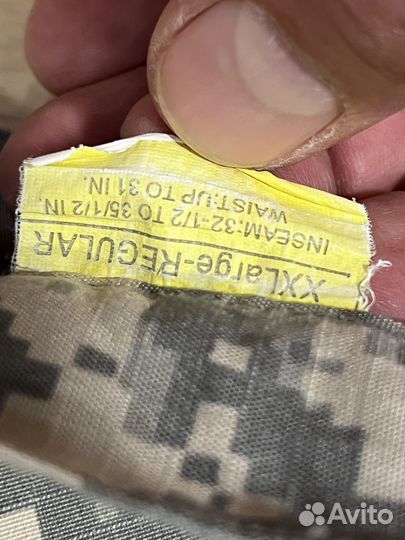 XXLarge-REGULAR
INSEAM:32-1/2 TO 35/1/2 IN.
WAIST:UP TO 31 IN.
Avito